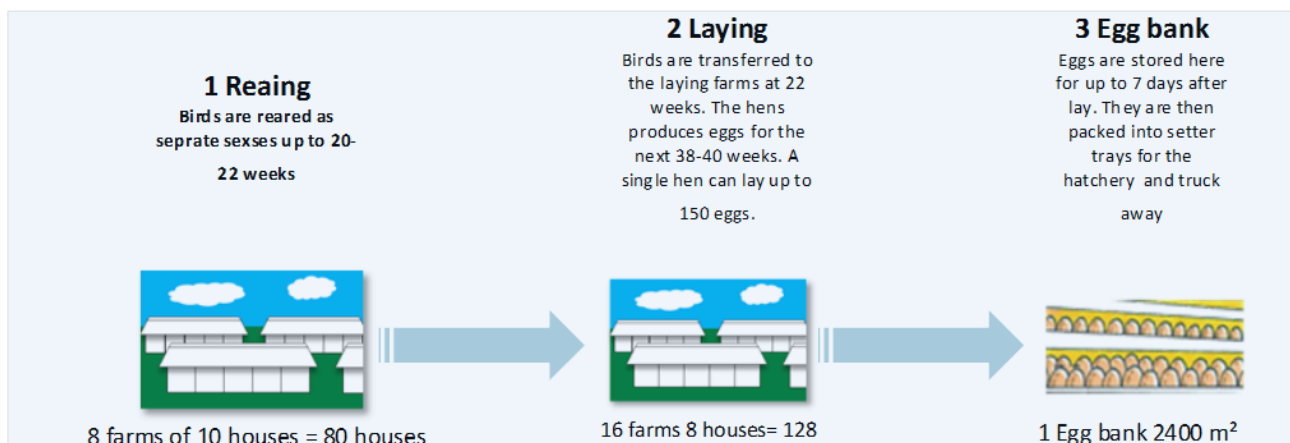 1 Reaing
Birds are reared as
seprate sexses up to 20-
22 weeks
8 farms of 10 houses = 80 houses
2 Laying
Birds are transferred to
the laying farms at 22
weeks. The hens
produces eggs for the
next 38-40 weeks. A
single hen can lay up to
150 eggs.
16 farms 8 houses= 128
3 Egg bank
Eggs are stored here
for up to 7 days after
lay. They are then
packed into setter
trays for the
hatchery and truck
away
1 Egg bank 2400 m²